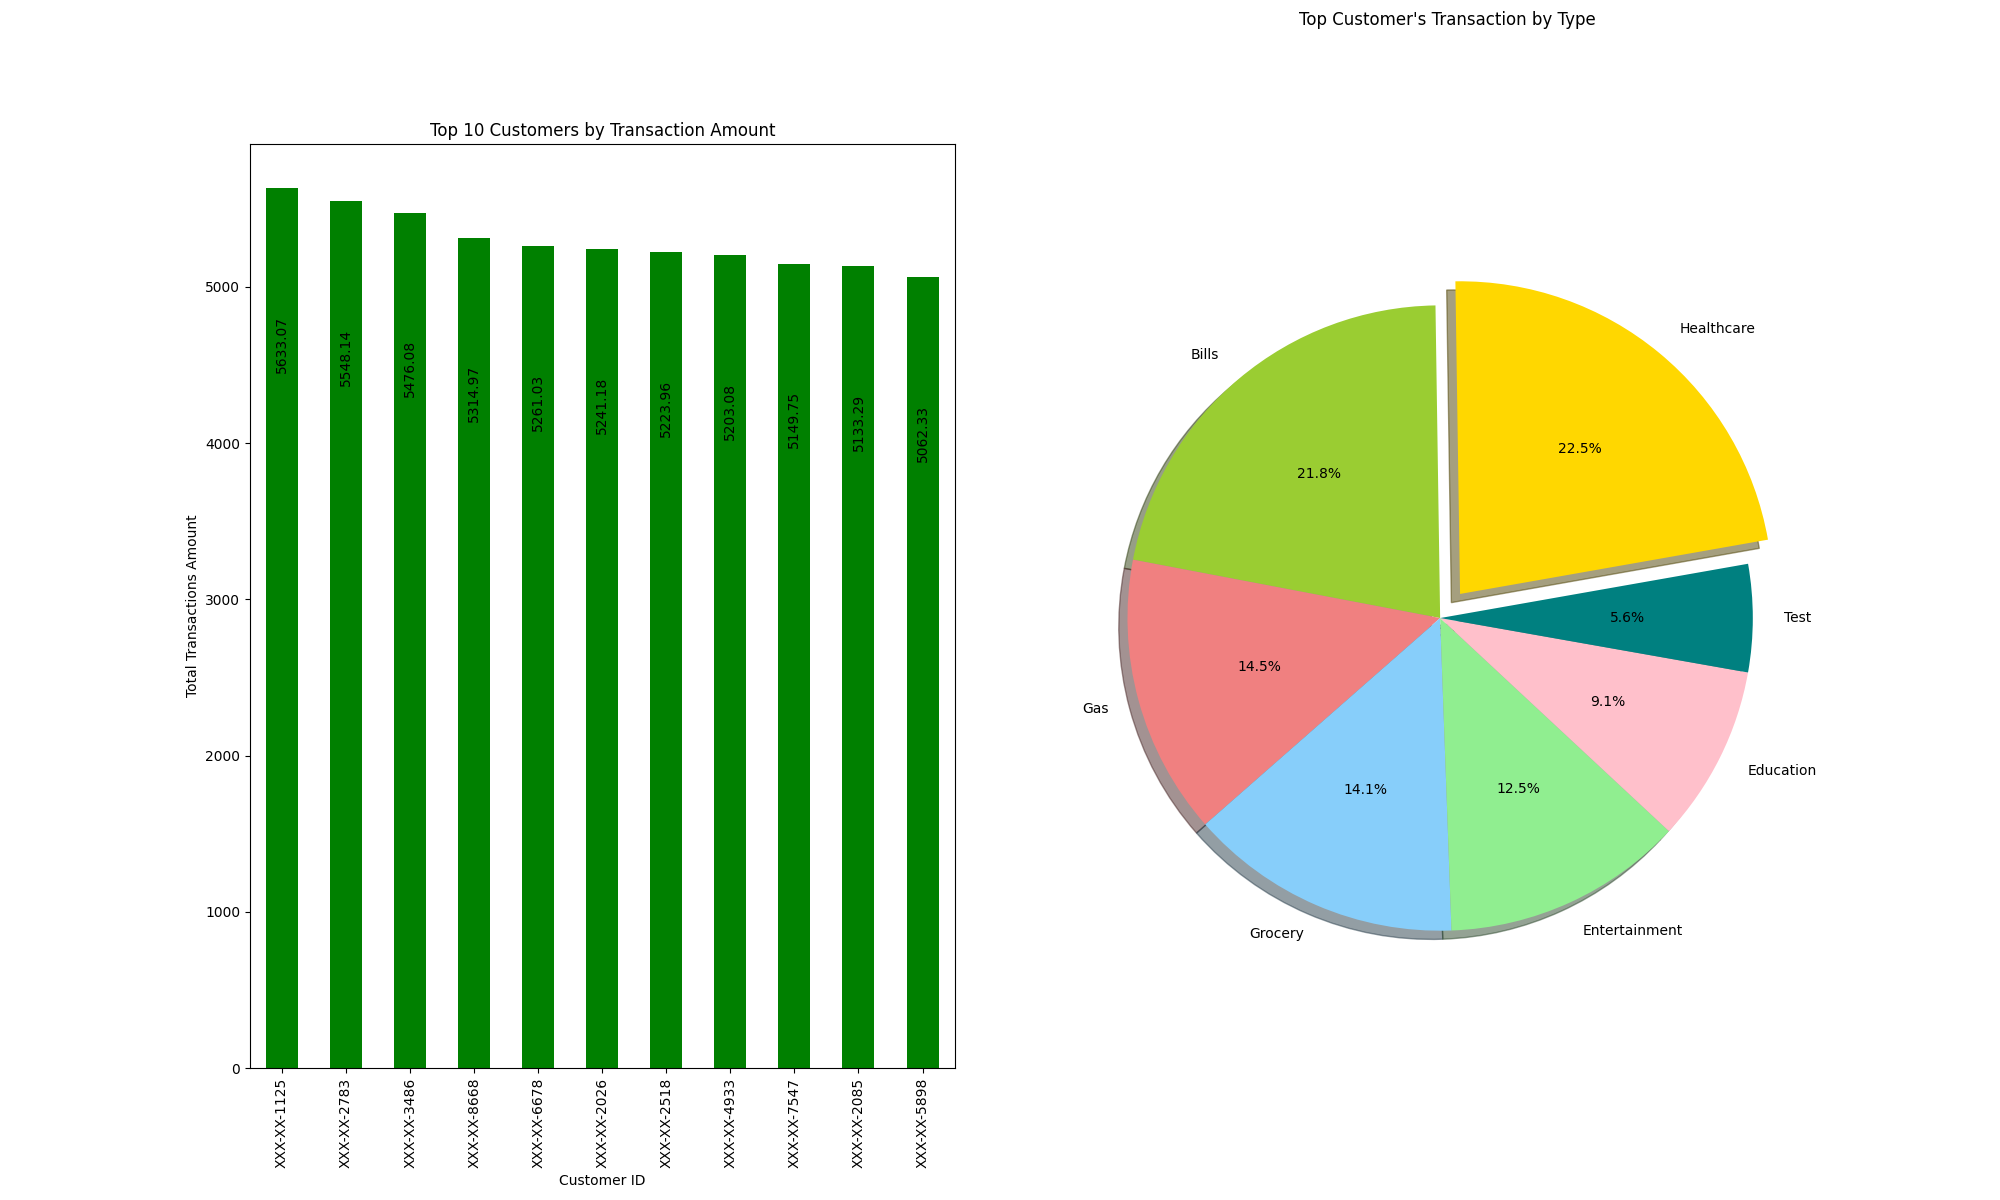 Top Customer's Transaction by Type
Top 10 Customers by Transaction Amount
Total Transactions Amount
5000
4000
3000
2000
1000
0
5633.07
5548.14
5476.08
5314.97
5261.03
5241.18
5223.96
5203.08
5149.75
5133.29
5062.33
XXX-XX-1125
XXX-XX-2783
XXX-XX-3486
XXX-XX-8668
XXX-XX-6678
XXX-XX-2026
XXX-XX-2518
XXX-XX-4933
XXX-XX-7547
XXX-XX-2085
XXX-XX-5898
Customer ID
Healthcare
22.5%
Bills
21.8%
Gas
14.5%
Grocery
14.1%
Entertainment
12.5%
Education
9.1%
Test
5.6%